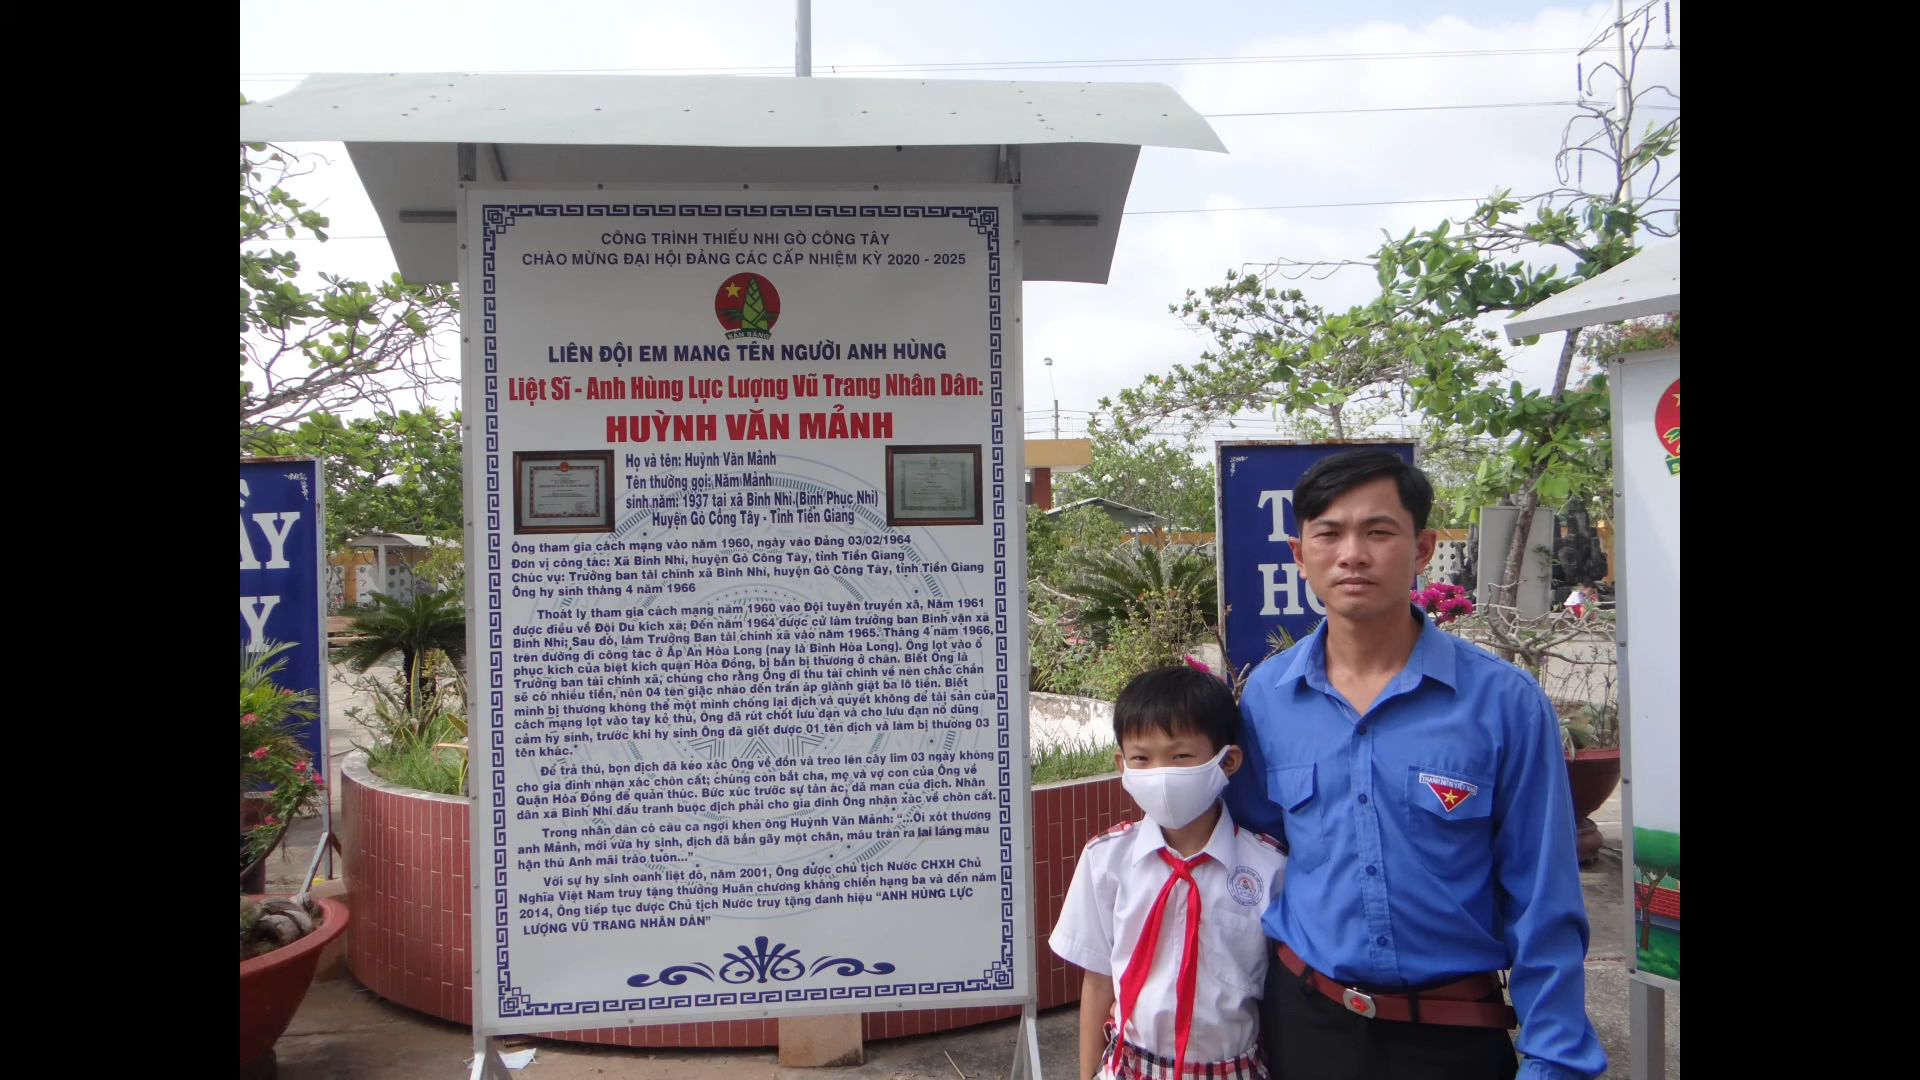 CÔNG TRÌNH THIẾU NHI GÒ CÔNG TÂY
CHÀO MỪNG ĐẠI HỘI ĐẢNG CÁC CẤP NHIỆM KỲ 2020 - 2025
SẴN SÀNG
LIÊN ĐỘI EM MANG TÊN NGƯỜI ANH HÙNG
Liệt Sĩ - Anh Hùng Lực Lượng Vũ Trang Nhân Dân:
HUỲNH VĂN MẢNH
Họ và tên: Huỳnh Văn Mảnh
Tên thường gọi: Năm Mảnh
sinh năm: 1937 tại xã Bình Nhì (Bình Phục Nhì)
Huyện Gò Công Tây - Tỉnh Tiền Giang
Ông tham gia cách mạng vào năm 1960, ngày vào Đảng 03/02/1964
Đơn vị công tác: Xã Bình Nhì, huyện Gò Công Tây, tỉnh Tiền Giang
Chức vụ: Trưởng ban tài chính xã Bình Nhì, huyện Gò Công Tây, tỉnh Tiền Giang
Ông hy sinh tháng 4 năm 1966
Thoát ly tham gia cách mạng năm 1960 vào Đội tuyên truyền xã, Năm 1961
được điều về Đội Du kích xã; Đến năm 1964 được cử làm trưởng ban Binh vận xã
Bình Nhì; Sau đó, làm Trưởng Ban tài chính xã vào năm 1965. Tháng 4 năm 1966,
trên đường đi công tác ở Ấp An Hòa Long (nay là Bình Hòa Long). Ông lọt vào ổ
phục kích của biệt kích quận Hòa Đồng, bị bắn bị thương ở chân. Biết Ông là
Trưởng ban tài chính xã, chúng cho rằng Ông đi thu tài chính về nên chắc chắn
sẽ có nhiều tiền, nên 04 tên giặc nhào đến trấn áp giành giật ba lô tiền. Biết
mình bị thương không thể một mình chống lại địch và quyết không để tài sản của
cách mạng lọt vào tay kẻ thù, Ông đã rút chốt lưu đạn và cho lưu đạn nổ dũng
cảm hy sinh, trước khi hy sinh Ông đã giết được 01 tên địch và làm bị thương 03
tên khác.
Để trả thù, bọn địch đã kéo xác Ông về đồn và treo lên cây lim 03 ngày không
cho gia đình nhận xác chôn cất; chúng còn bắt cha, mẹ và vợ con của Ông về
Quận Hòa Đồng để quản thúc. Bức xúc trước sự tàn ác, dã man của địch. Nhân
dân xã Bình Nhì đấu tranh buộc địch phải cho gia đình Ông nhận xác về chôn cất.
Trong nhân dân có câu ca ngợi khen ông Huỳnh Văn Mảnh: “...Ôi xót thương
anh Mảnh, mới vừa hy sinh, địch đã bắn gãy một chân, máu tràn ra lai láng máu
hận thù Anh mãi trào tuôn...”
Với sự hy sinh oanh liệt đó, năm 2001, Ông được chủ tịch Nước CHXH Chủ
Nghĩa Việt Nam truy tặng thưởng Huân chương kháng chiến hạng ba và đến năm
2014, Ông tiếp tục được Chủ tịch Nước truy tặng danh hiệu “ANH HÙNG LỰC
LƯỢNG VŨ TRANG NHÂN DÂN”
THANH NIÊN VIỆT NAM